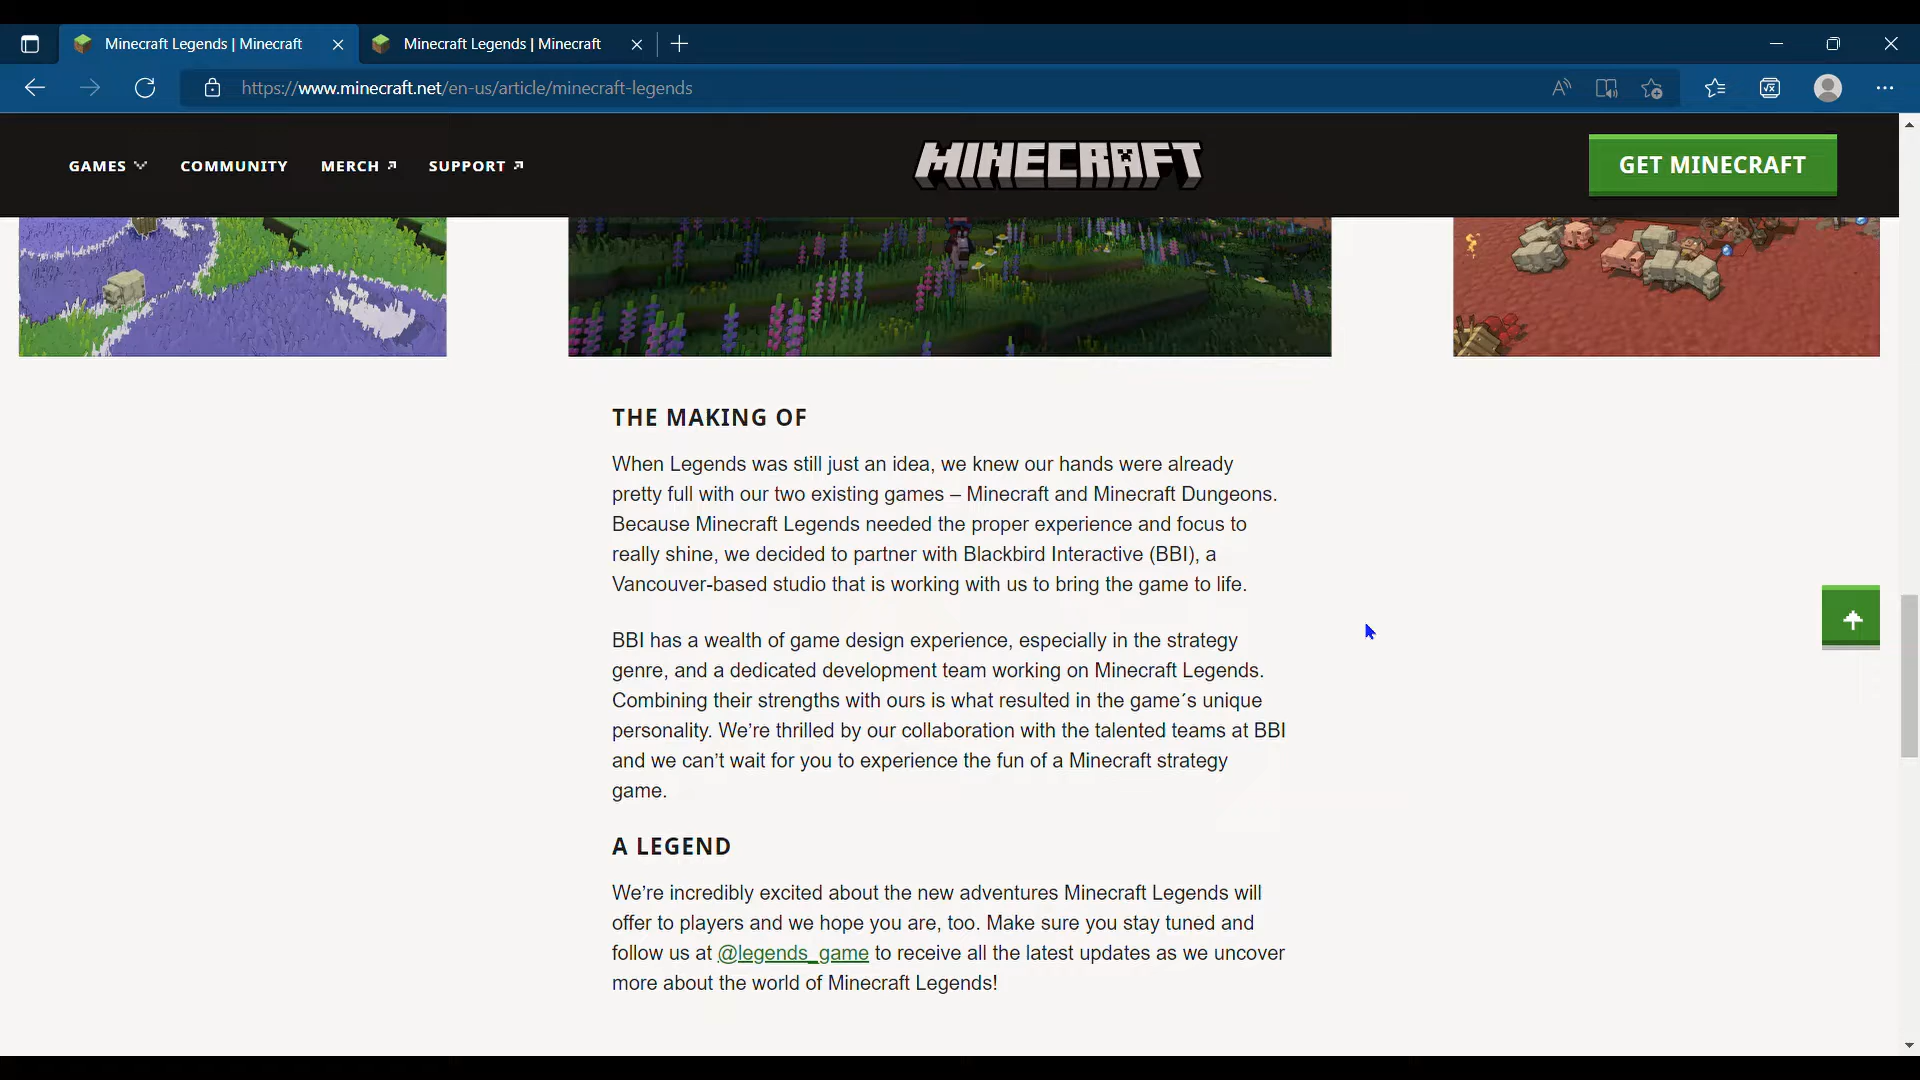 Minecraft Legends | Minecraft
Minecraft Legends | Minecraft
https://www.minecraft.net/en-us/article/minecraft-legends
GAMES
COMMUNITY
MERCH
SUPPORT
MINECRAFT
GET MINECRAFT
THE MAKING OF
When Legends was still just an idea, we knew our hands were already
pretty full with our two existing games – Minecraft and Minecraft Dungeons.
Because Minecraft Legends needed the proper experience and focus to
really shine, we decided to partner with Blackbird Interactive (BBI), a
Vancouver-based studio that is working with us to bring the game to life.
BBI has a wealth of game design experience, especially in the strategy
genre, and a dedicated development team working on Minecraft Legends.
Combining their strengths with ours is what resulted in the game´s unique
personality. We’re thrilled by our collaboration with the talented teams at BBI
and we can’t wait for you to experience the fun of a Minecraft strategy
game.
A LEGEND
We’re incredibly excited about the new adventures Minecraft Legends will
offer to players and we hope you are, too. Make sure you stay tuned and
follow us at @legends_game to receive all the latest updates as we uncover
more about the world of Minecraft Legends!